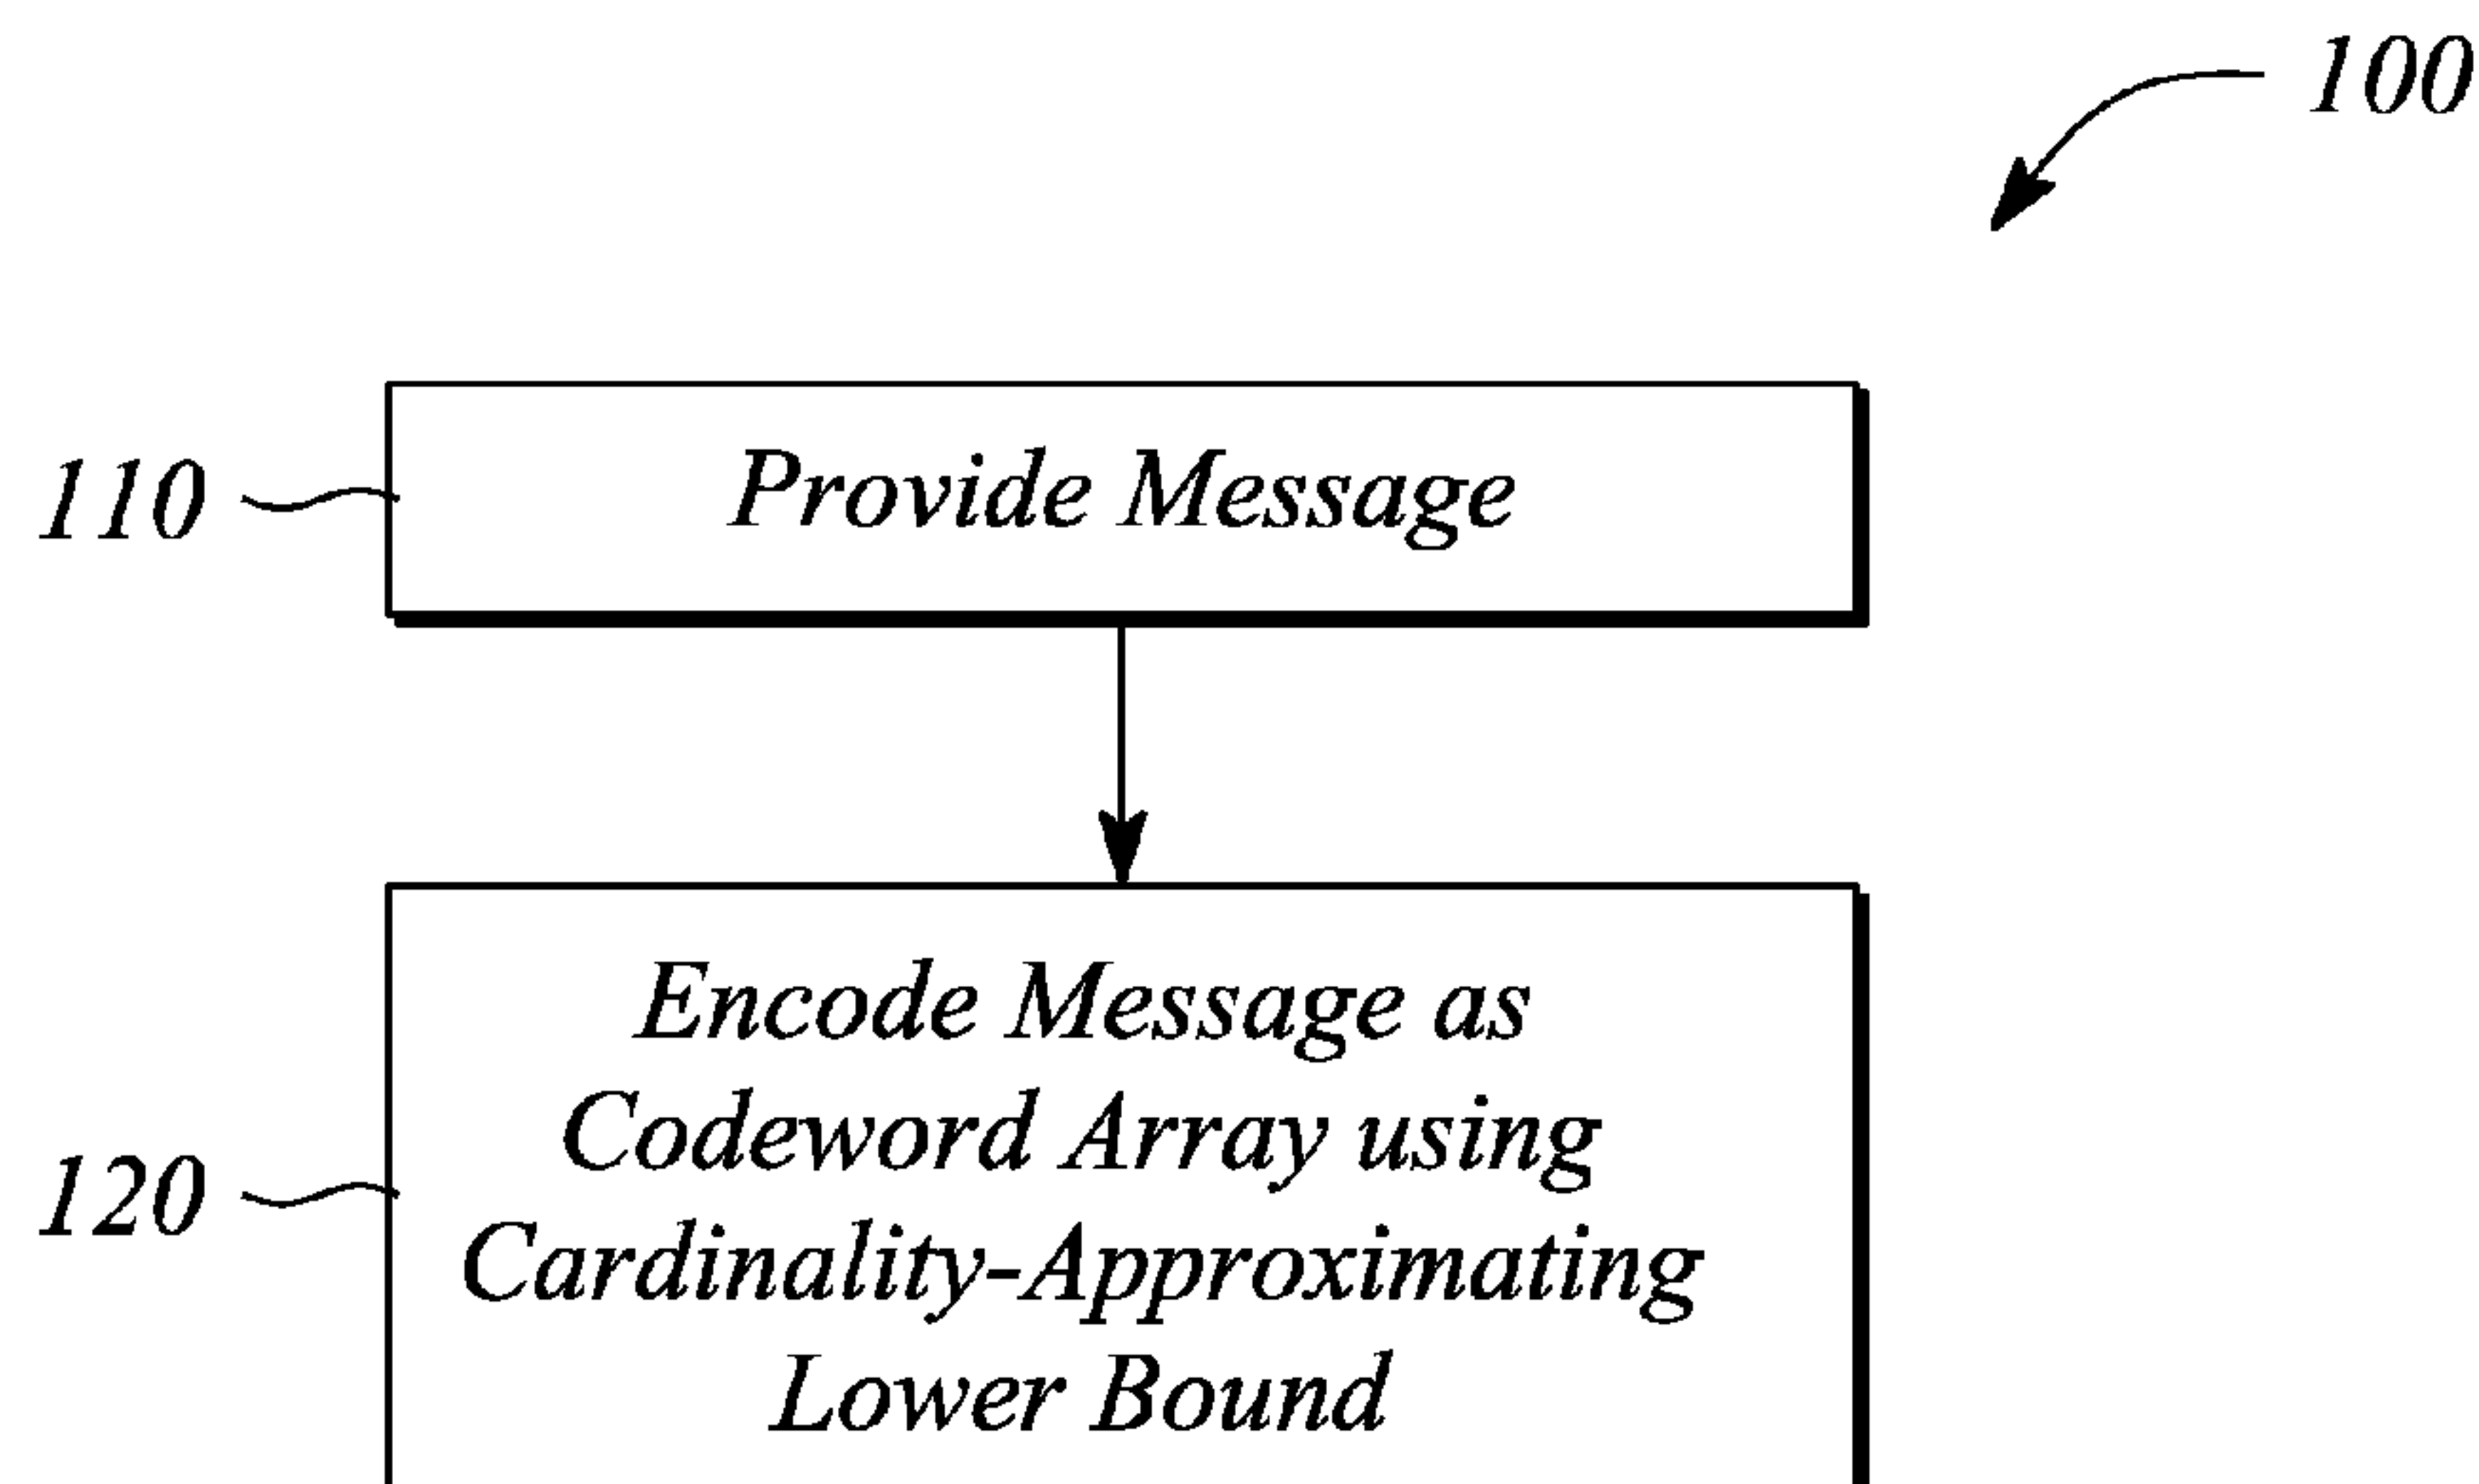 100
110
Provide Message
Encode Message as
Codeword Array using
120
Cardinality-Approximating
Lower Bound